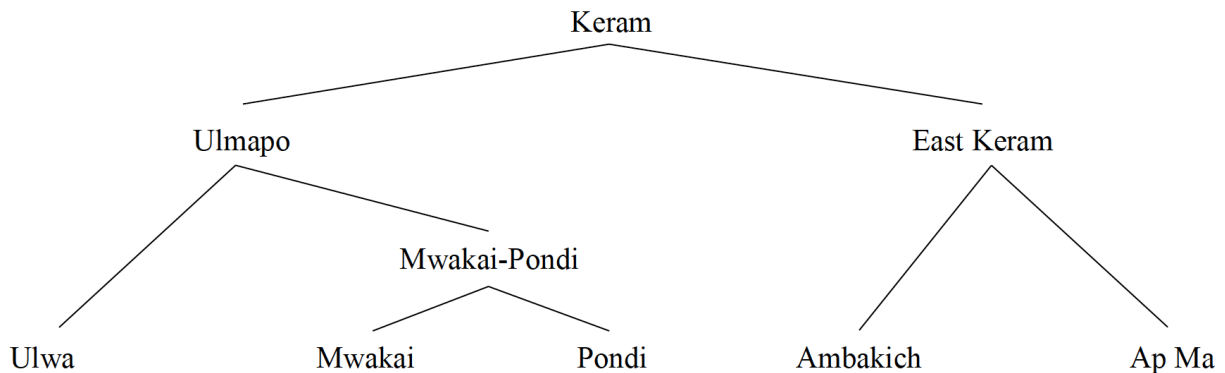 Keram
Ulmapo
East Keram
Mwakai-Pondi
Ulwa
Mwakai
Pondi
Ambakich
Ap Ma